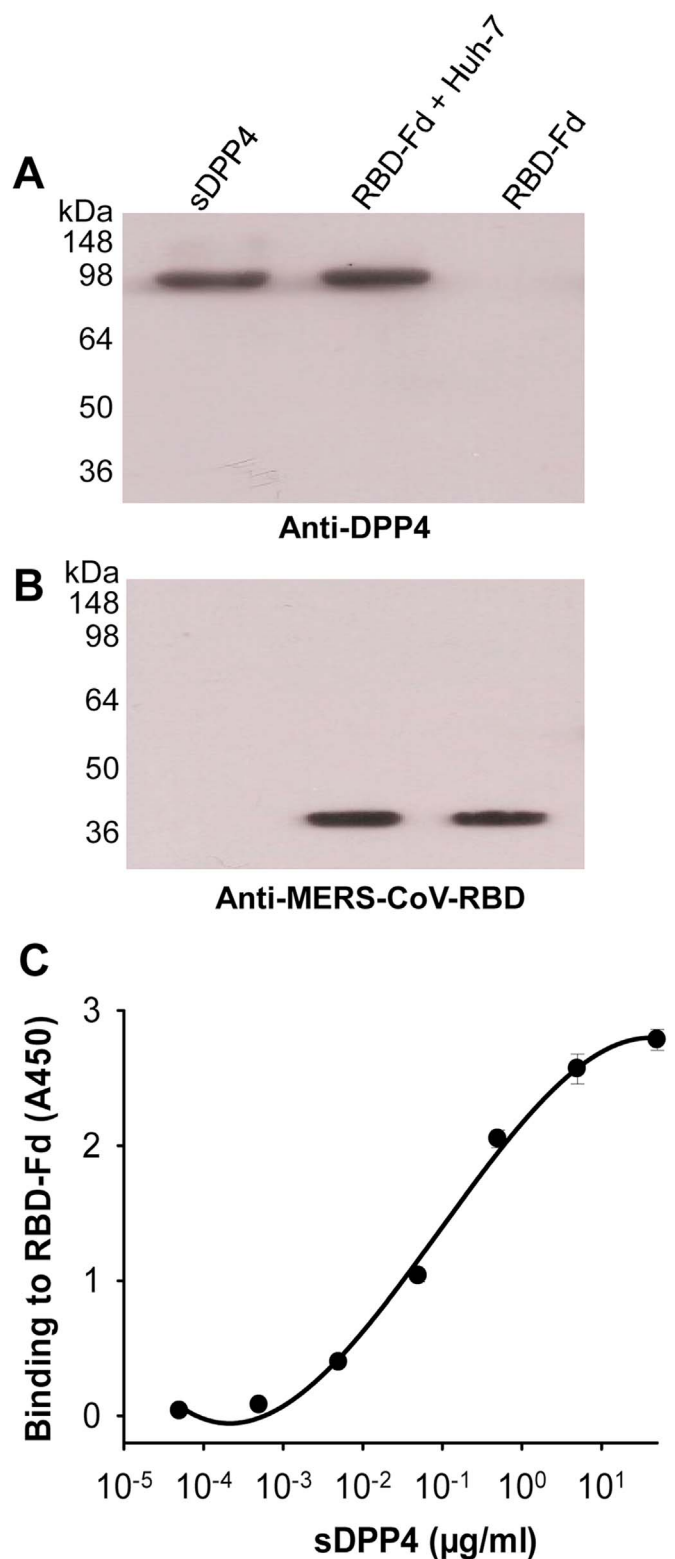 A
sDPP4
RBD-Fd + Huh-7
RBD-Fd
kDa
148
98
64
50
36
Anti-DPP4
B
kDa
148
98
64
50
36
Anti-MERS-CoV-RBD
C
Binding to RBD-Fd (A450)
3
2
1
0
10⁻⁵ 10⁻⁴ 10⁻³ 10⁻² 10⁻¹ 10⁰ 10¹
sDPP4 (µg/ml)